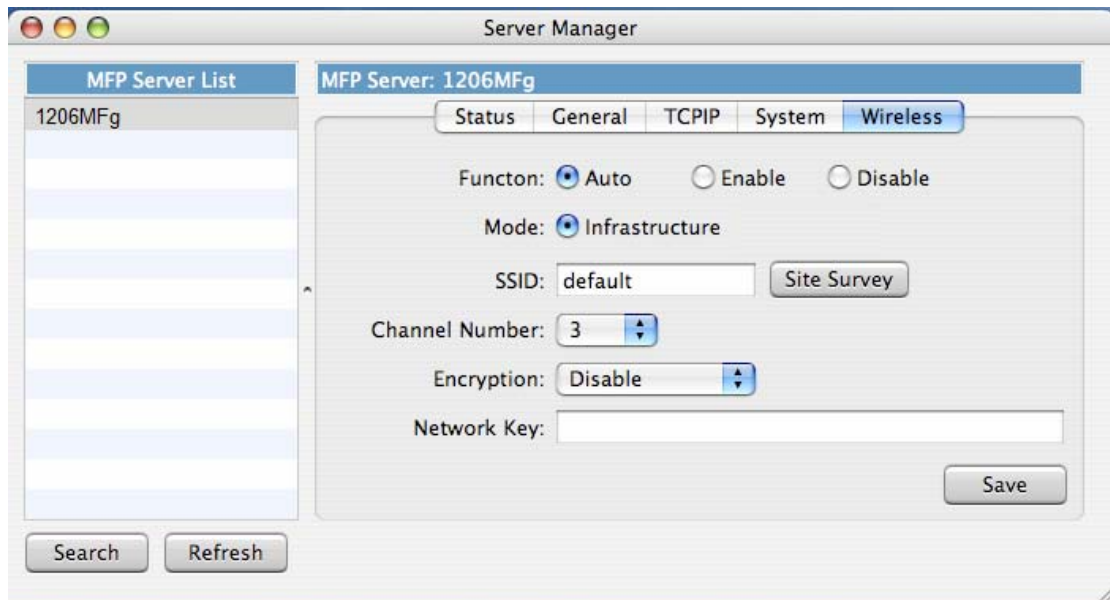 Server Manager
MFP Server List
1206MFg
MFP Server: 1206MFg
Status General TCPIP System Wireless
Functon: Auto Enable Disable
Mode: Infrastructure
SSID: default Site Survey
Channel Number: 3
Encryption: Disable
Network Key:
Save
Search Refresh